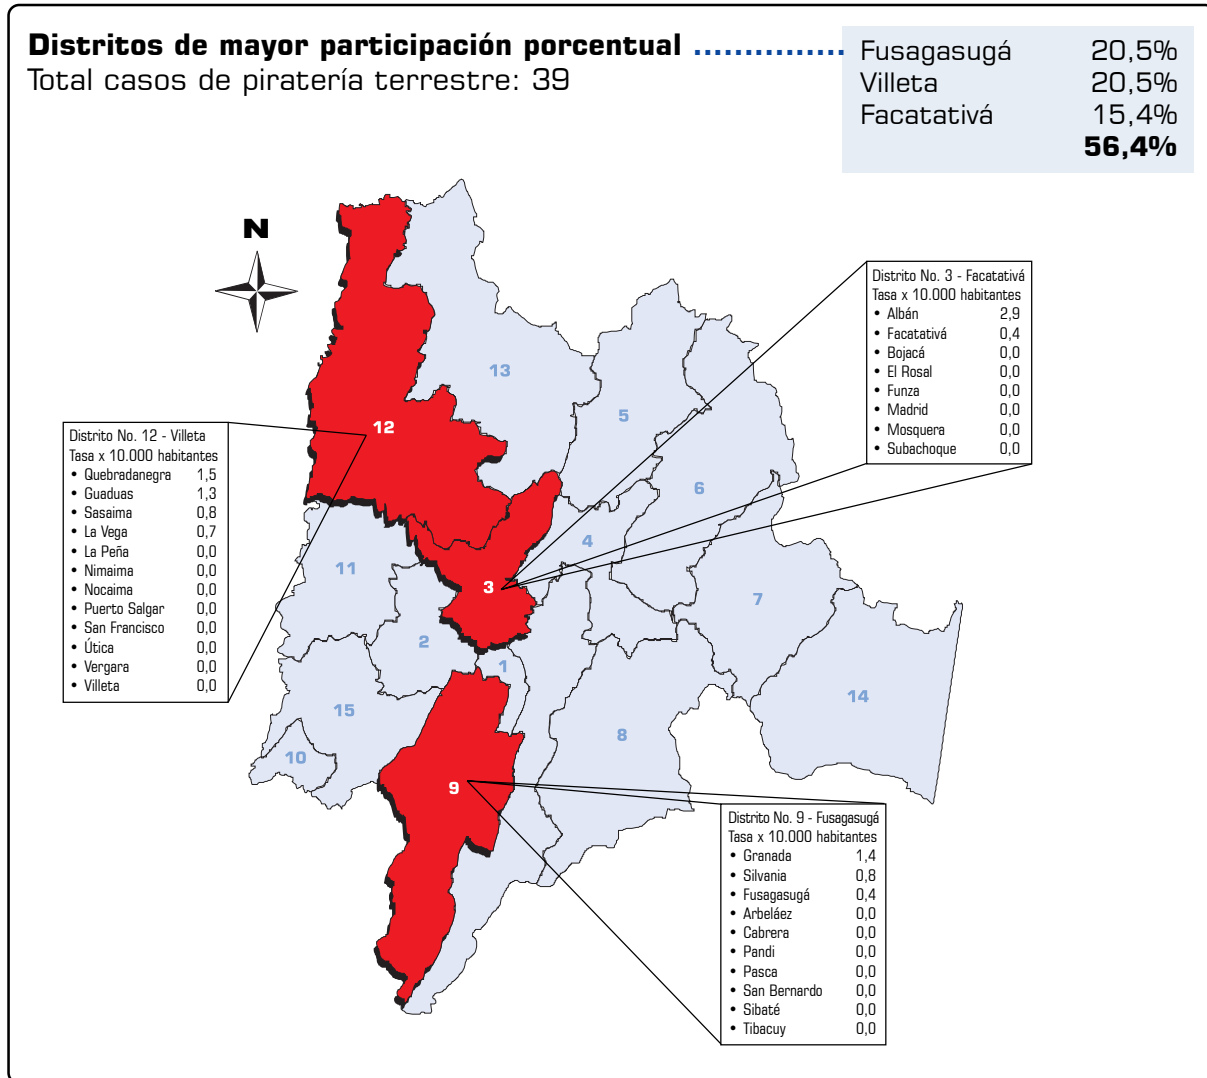 Distritos de mayor participación porcentual
Total casos de piratería terrestre: 39
Fusagasugá 20,5%
Villeta 20,5%
Facatativá 15,4%
56,4%
N
Distrito No. 3 - Facatativá
Tasa x 10.000 habitantes
• Albán 2,9
• Facatativá 0,4
• Bojacá 0,0
• El Rosal 0,0
• Funza 0,0
• Madrid 0,0
• Mosquera 0,0
• Subachoque 0,0
13
5
12
6
Distrito No. 12 - Villeta
Tasa x 10.000 habitantes
• Quebradanegra 1,5
• Guaduas 1,3
• Sasaima 0,8
• La Vega 0,7
• La Peña 0,0
• Nimaima 0,0
• Nocaima 0,0
• Puerto Salgar 0,0
• San Francisco 0,0
• Útica 0,0
• Vergara 0,0
• Villeta 0,0
4
11
3
7
2
1
14
15
8
10
9
Distrito No. 9 - Fusagasugá
Tasa x 10.000 habitantes
• Granada 1,4
• Silvania 0,8
• Fusagasugá 0,4
• Arbeláez 0,0
• Cabrera 0,0
• Pandi 0,0
• Pasca 0,0
• San Bernardo 0,0
• Sibaté 0,0
• Tibacuy 0,0